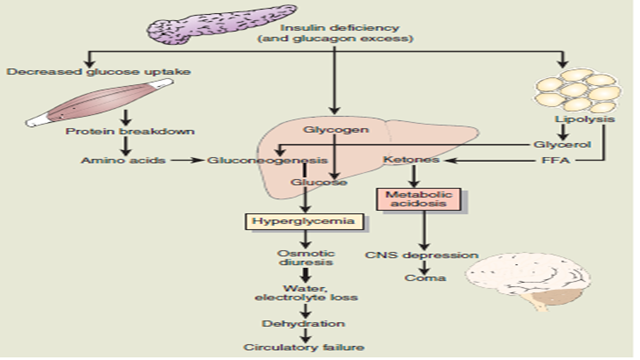 Insulin deficiency
(and glucagon excess)
Decreased glucose uptake
Protein breakdown
Amino acids
Gluconeogenesis
Glycogen
Glucose
Ketones
Lipolysis
Glycerol
FFA
Hyperglycemia
Osmotic
diuresis
Water,
electrolyte loss
Dehydration
Circulatory failure
Metabolic
acidosis
CNS depression
Coma